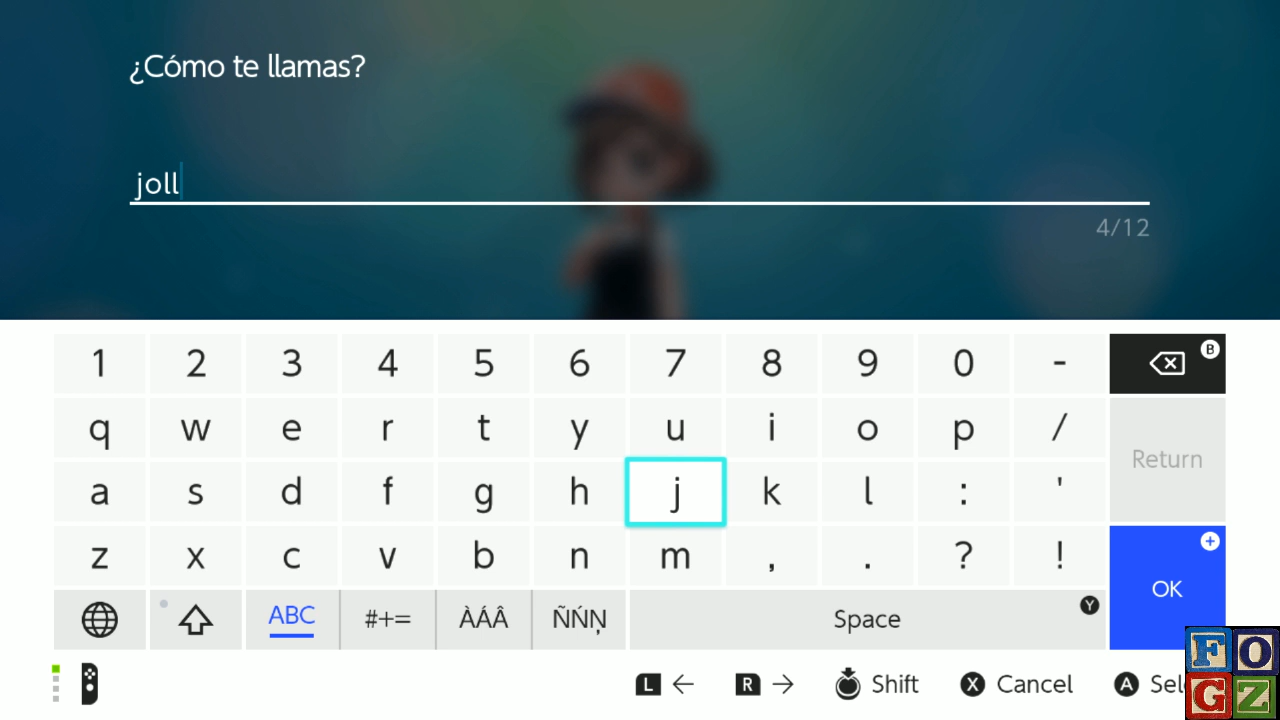 ¿Cómo te llamas?
joll
4/12
1 2 3 4 5 6 7 8 9 0 -
B
q w e r t y u i o p /
Return
a s d f g h j k l : '
z x c v b n m , . ? !
+
OK
ABC #+= ÀÁÂ ÑŃŅ Space Y
L ← R → Shift X Cancel A Sel
F O
G Z